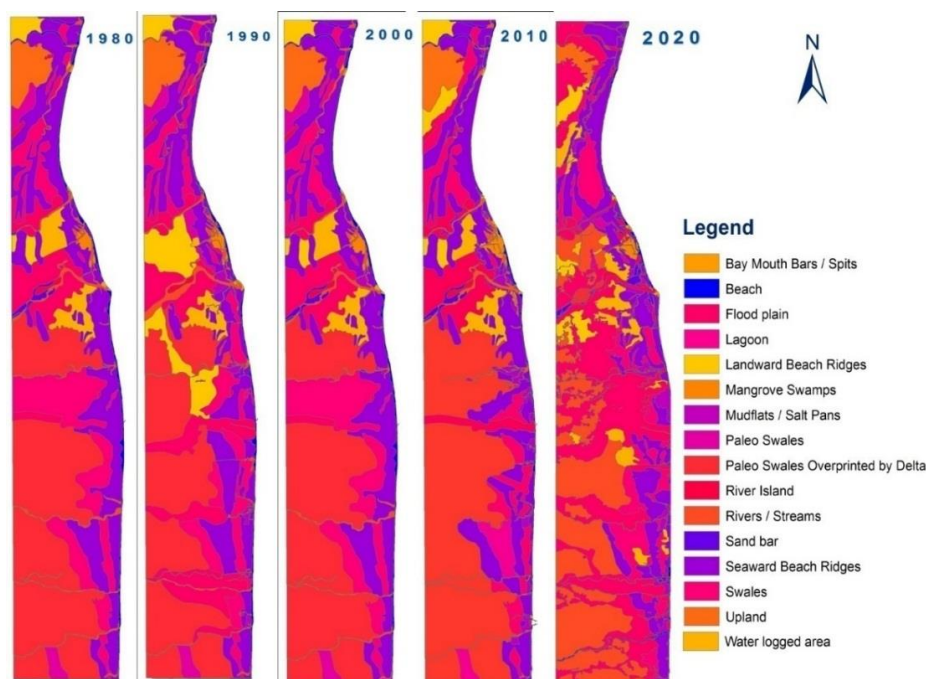 1980
1990
2000
2010
2020
N
Legend
Bay Mouth Bars / Spits
Beach
Flood plain
Lagoon
Landward Beach Ridges
Mangrove Swamps
Mudflats / Salt Pans
Paleo Swales
Paleo Swales Overprinted by Delta
River Island
Rivers / Streams
Sand bar
Seaward Beach Ridges
Swales
Upland
Water logged area